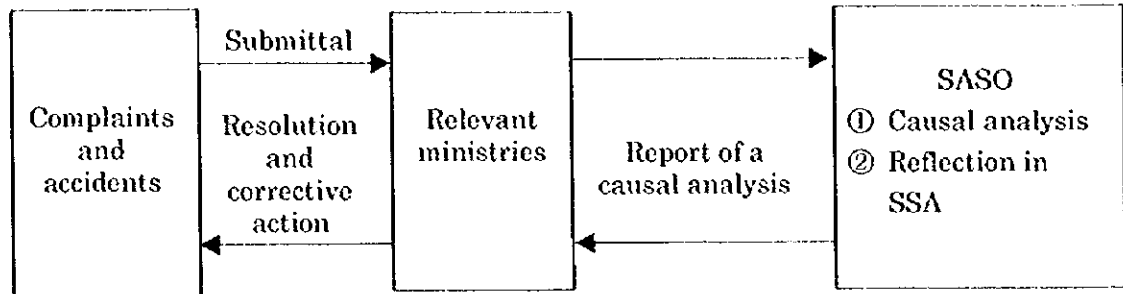 Complaints
and
accidents
Submittal
Resolution
and
corrective
action
Relevant
ministries
Report of a
causal analysis
SASO
① Causal analysis
② Reflection in
SSA